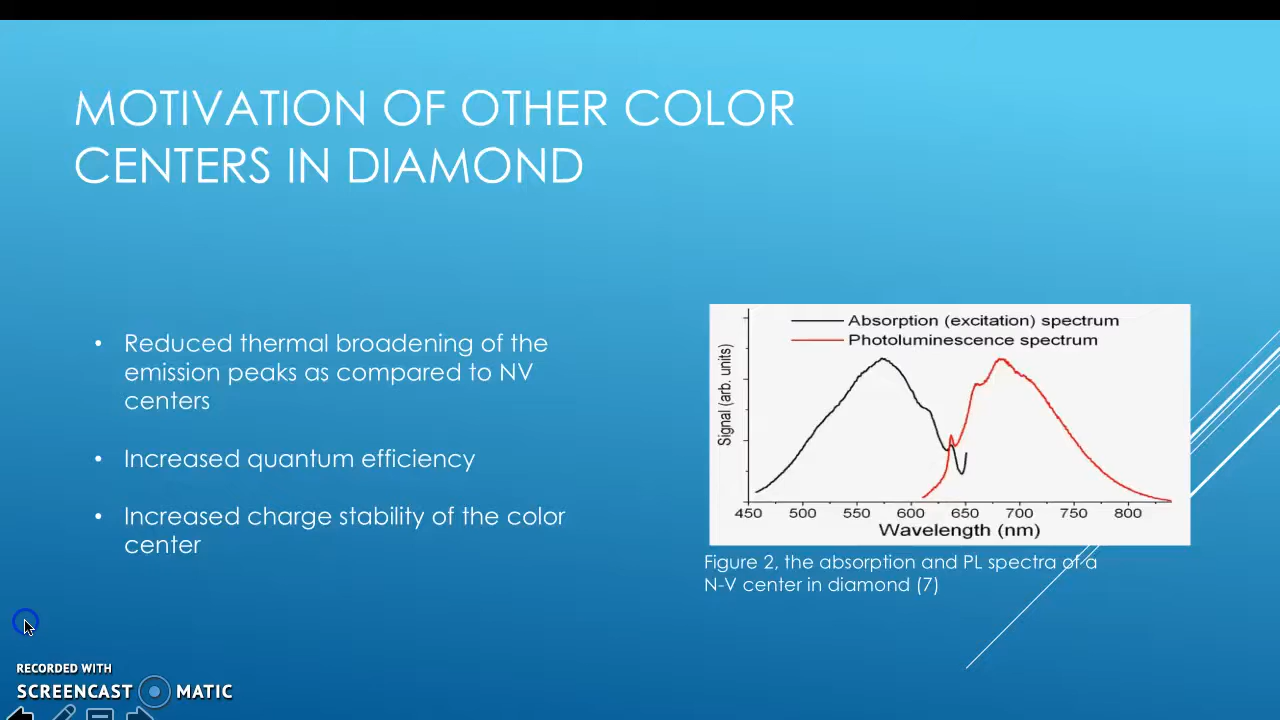 MOTIVATION OF OTHER COLOR
CENTERS IN DIAMOND
• Reduced thermal broadening of the
emission peaks as compared to NV
centers
• Increased quantum efficiency
• Increased charge stability of the color
center
Absorption (excitation) spectrum
Photoluminescence spectrum
Signal (arb. units)
450 500 550 600 650 700 750 800
Wavelength (nm)
Figure 2, the absorption and PL spectra of a
N-V center in diamond (7)
RECORDED WITH
SCREENCAST MATIC